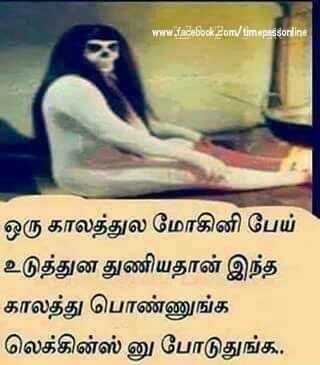 www.facebook.com/timepassonline
ஒரு காலத்துல மோகினி பேய்
உடுத்துன துணியதான் இந்த
காலத்து பொண்ணுங்க
லெக்கின்ஸ் னு போடுதுங்க..